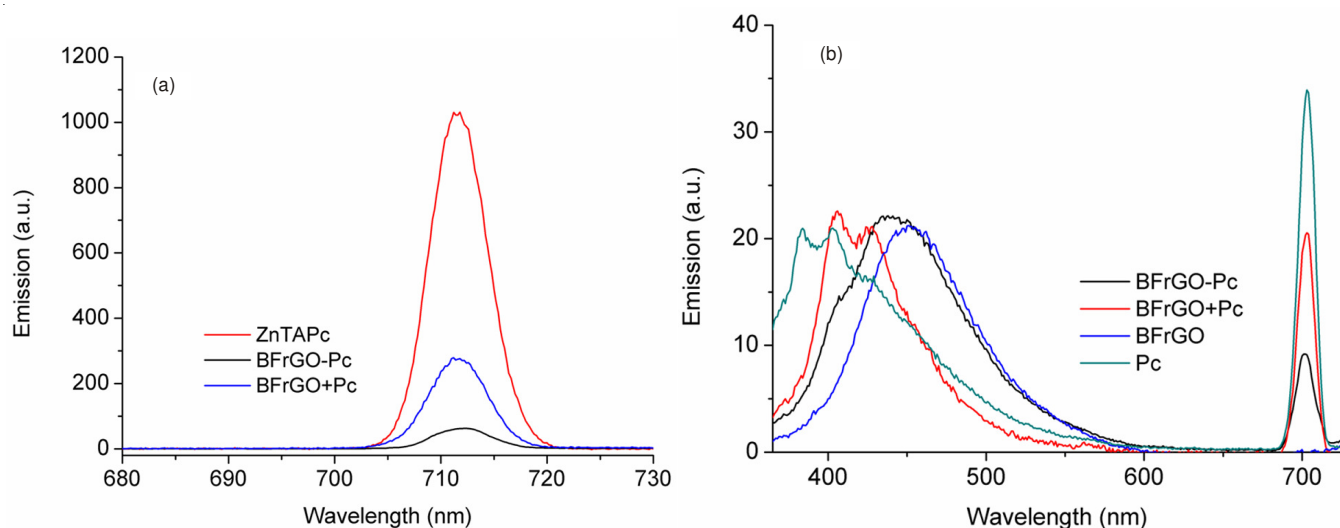 (a)
1200
1000
800
600
400
200
0
Emission (a.u.)
ZnTAPc
BFrGO-Pc
BFrGO+Pc
680 690 700 710 720 730
Wavelength (nm)
(b)
40
30
20
10
0
Emission (a.u.)
BFrGO-Pc
BFrGO+Pc
BFrGO
Pc
400 500 600 700
Wavelength (nm)